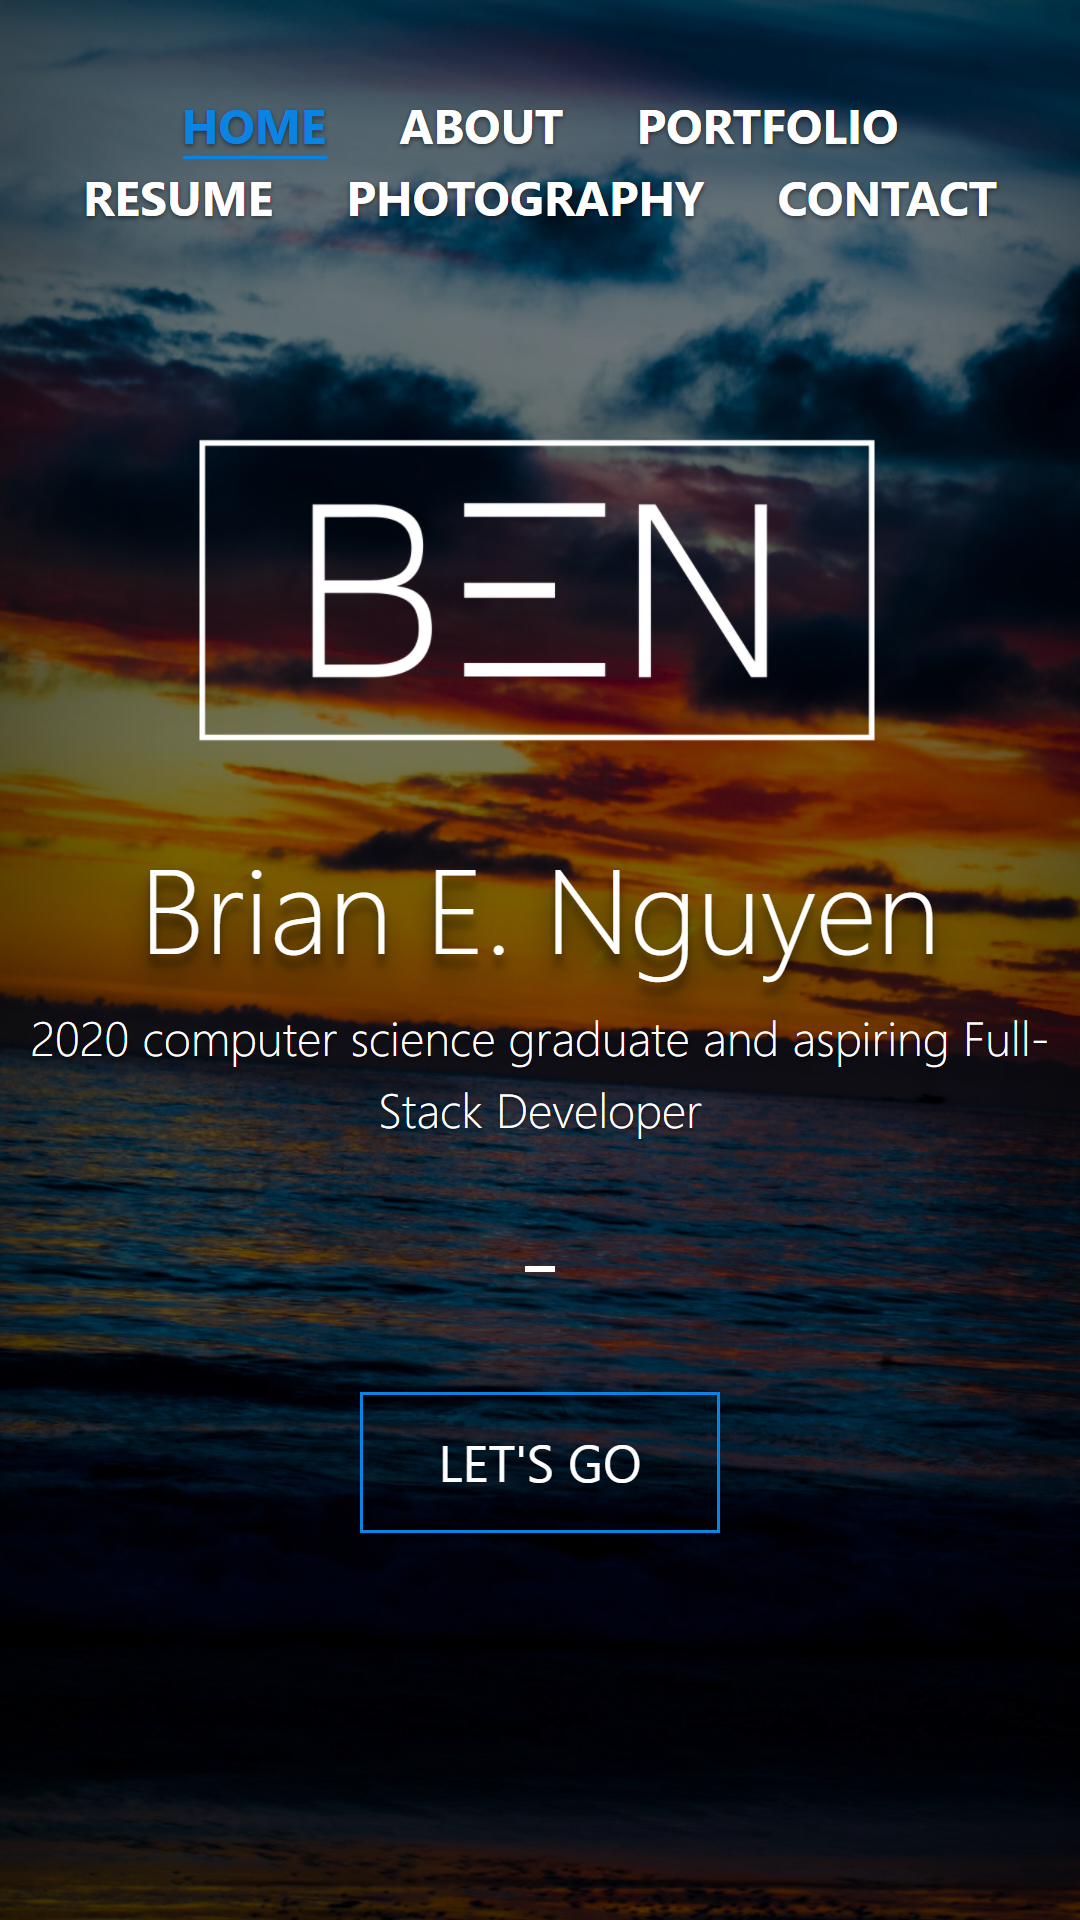 HOME ABOUT PORTFOLIO
RESUME PHOTOGRAPHY CONTACT
BEN
Brian E. Nguyen
2020 computer science graduate and aspiring Full-
Stack Developer
LET'S GO